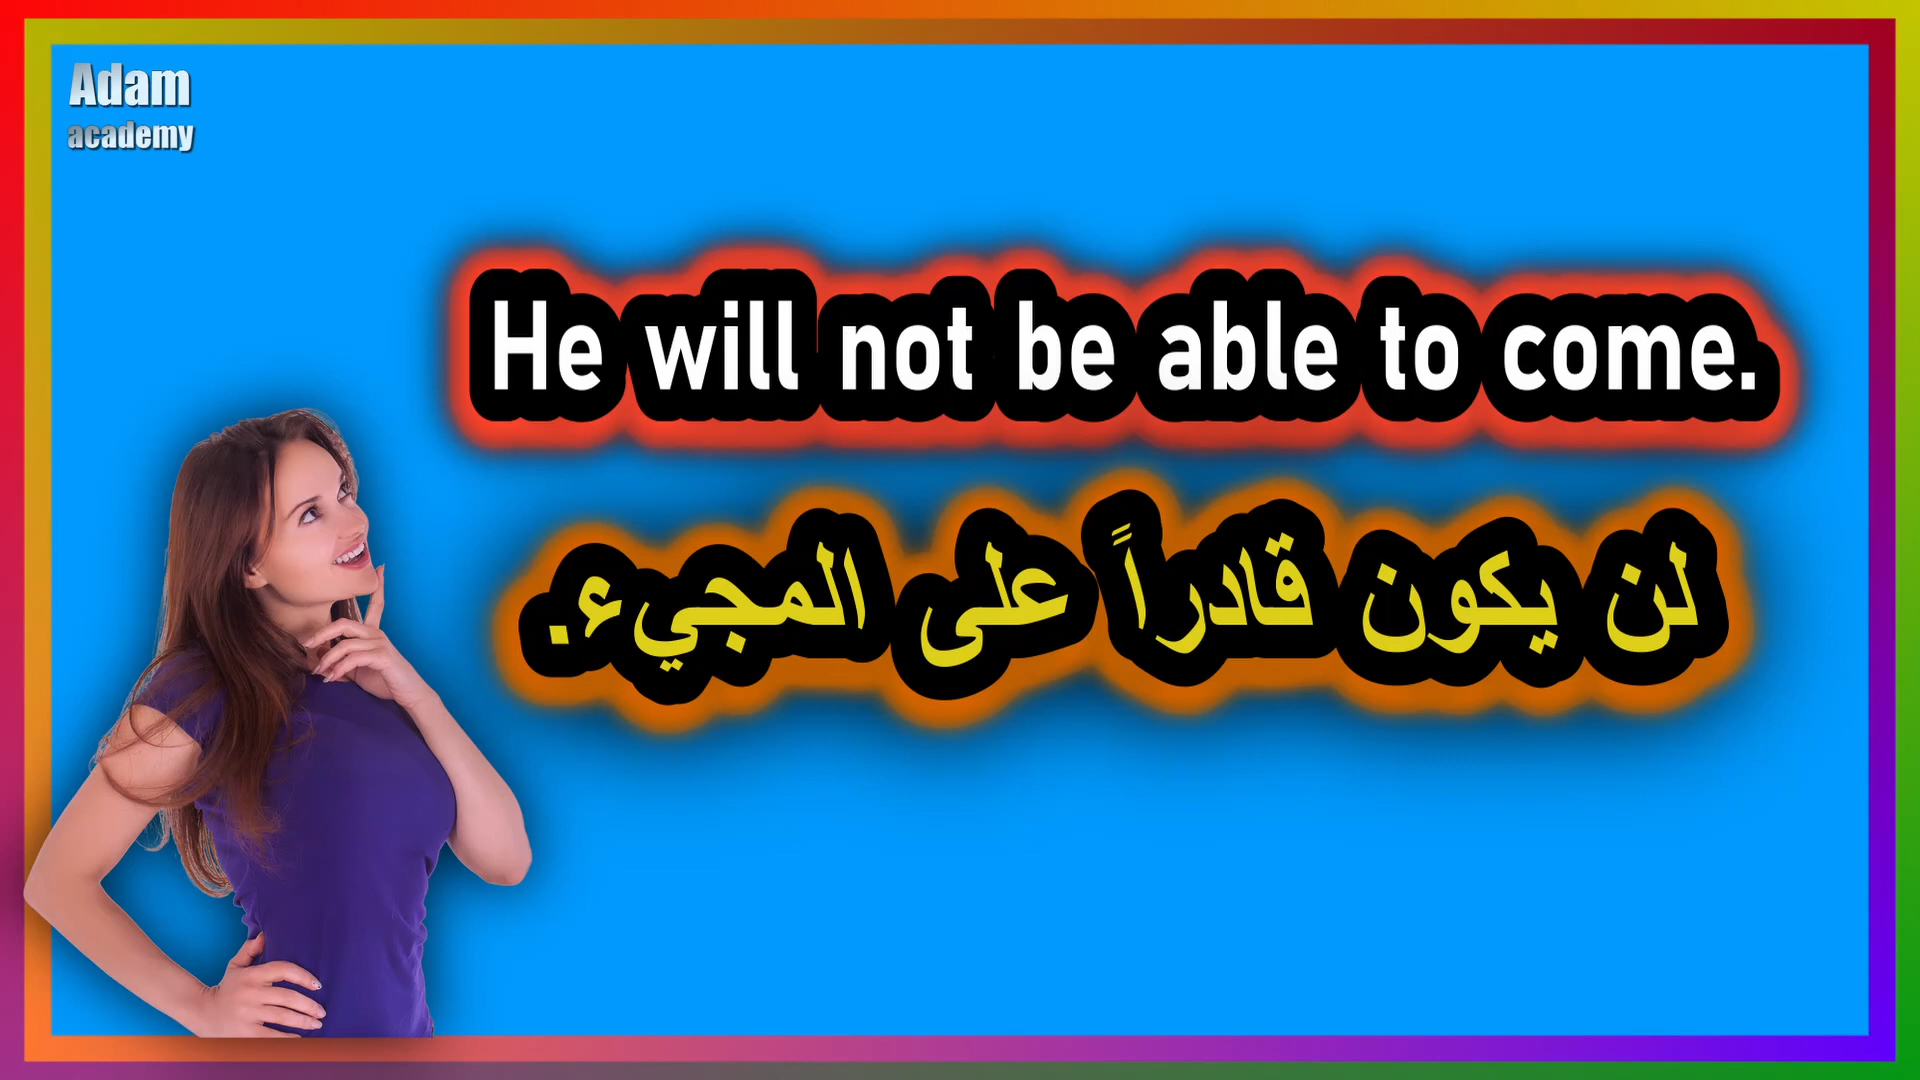 Adam
academy
He will not be able to come.
لن يكون قادراً على المجيء.